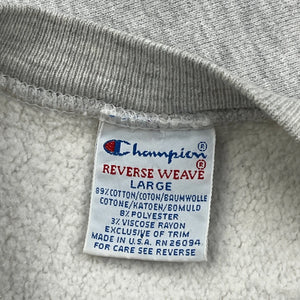 Champion®
REVERSE WEAVE®
LARGE
89% COTTON/COTON/BAUMWOLLE
COTONE/KATOEN/BOMULD
8% POLYESTER
3% VISCOSE RAYON
EXCLUSIVE OF TRIM
MADE IN U.S.A. RN 26094
FOR CARE SEE REVERSE